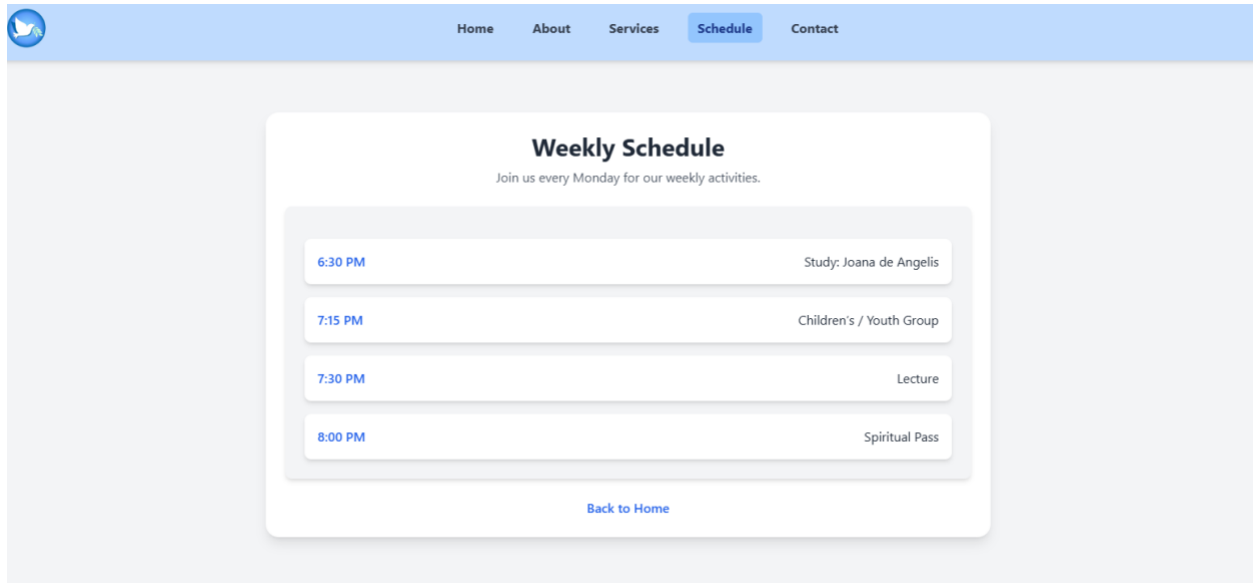 Home About Services Schedule Contact
Weekly Schedule
Join us every Monday for our weekly activities.
6:30 PM Study: Joana de Angelis
7:15 PM Children's / Youth Group
7:30 PM Lecture
8:00 PM Spiritual Pass
Back to Home